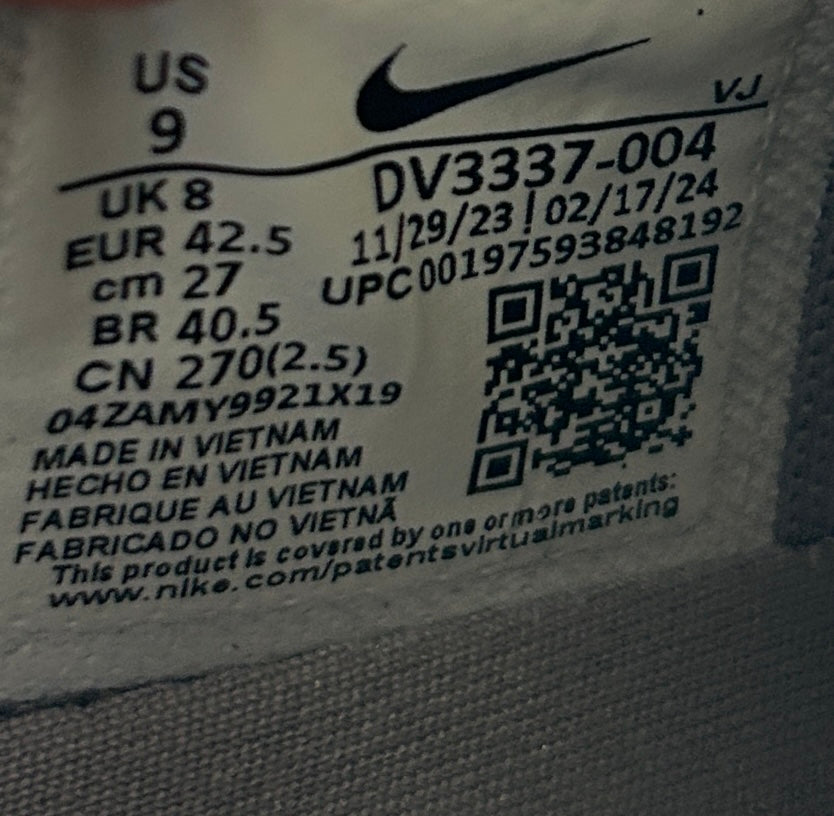 US
9
VJ
UK 8
EUR 42.5
cm 27
BR 40.5
CN 270(2.5)
04ZAMY9921X19
MADE IN VIETNAM
HECHO EN VIETNAM
FABRIQUE AU VIETNAM
FABRICADO NO VIETNÃ
DV3337-004
11/29/23 ! 02/17/24
UPC00197593848192
This product is covered by one or more patents:
www.nike.com/patentsvirtualmarking